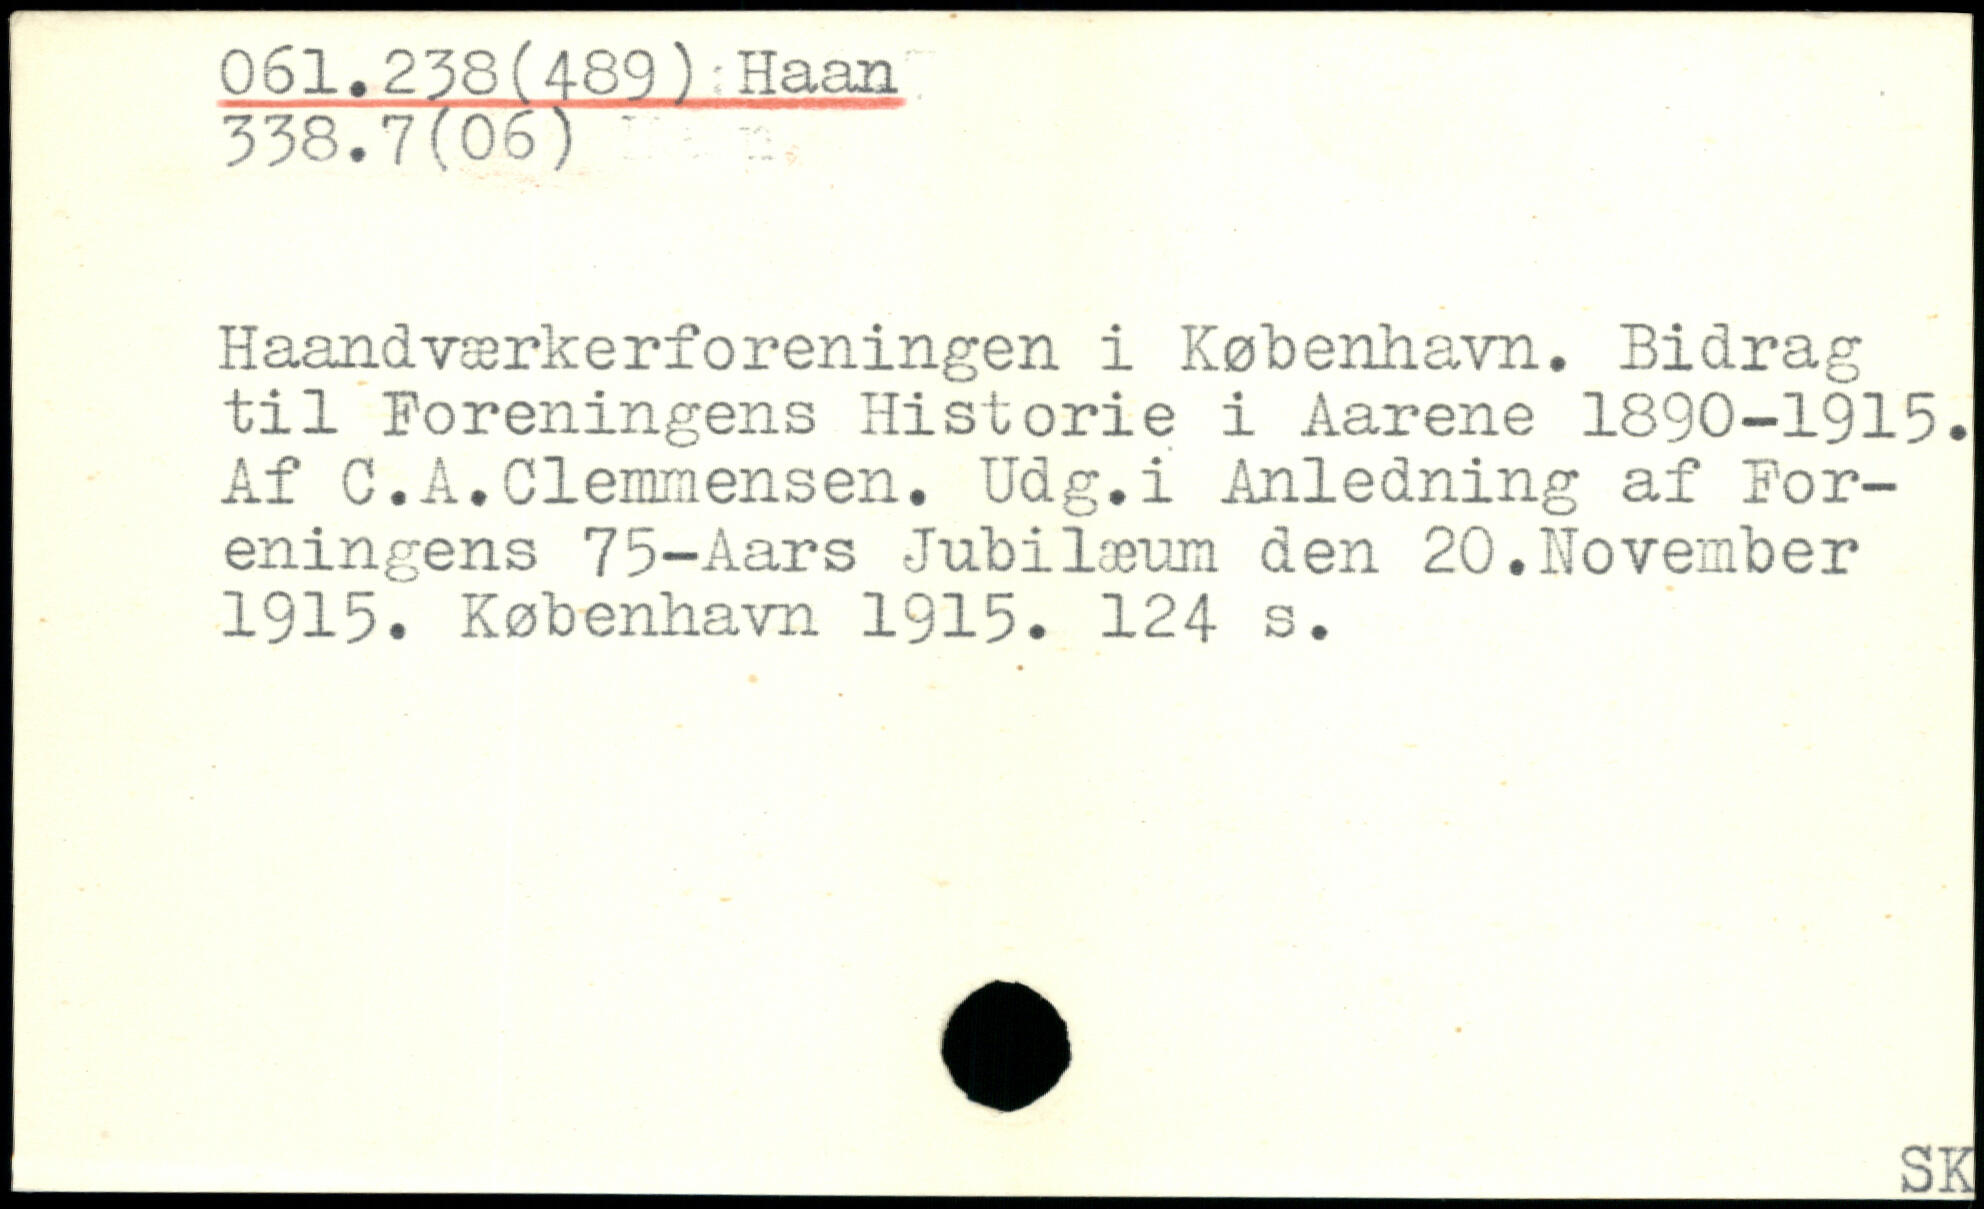 061.238(489) Haan
338.7(06)
Haandværkerforeningen i København. Bidrag
til Foreningens Historie i Aarene 1890-1915.
Af C.A.Clemmensen. Udg.i Anledning af For-
eningens 75-Aars Jubilæum den 20.November
1915. København 1915. 124 s.
SK